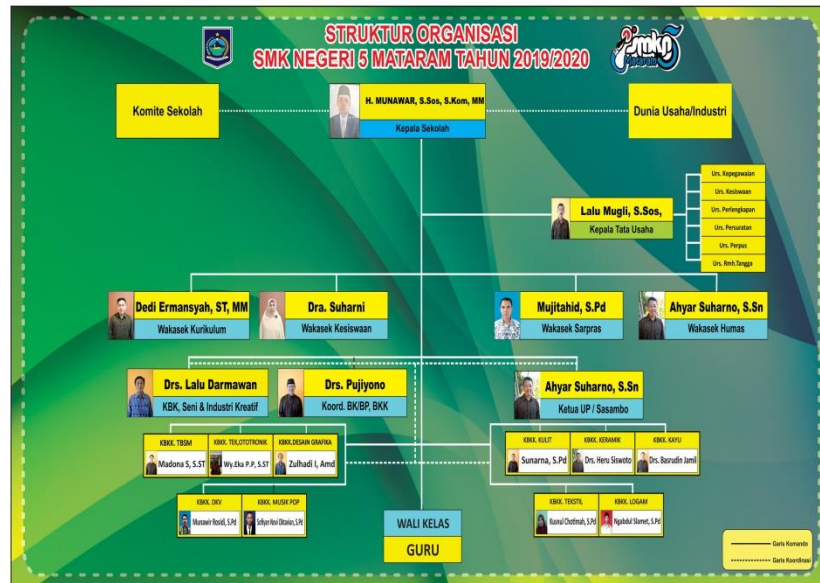 STRUKTUR ORGANISASI
SMK NEGERI 5 MATARAM TAHUN 2019/2020
smkn5
Mataram
Komite Sekolah
H. MUNAWAR, S.Sos, S.Kom, MM
Kepala Sekolah
Dunia Usaha/Industri
Lalu Mugli, S.Sos,
Kepala Tata Usaha
Urs. Kepegawaian
Urs. Kesiswaan
Urs. Perlengkapan
Urs. Persuratan
Urs. Perpus
Urs. Rmh.Tangga
Dedi Ermansyah, ST, MM
Wakasek Kurikulum
Dra. Suharni
Wakasek Kesiswaan
Mujitahid, S.Pd
Wakasek Sarpras
Ahyar Suharno, S.Sn
Wakasek Humas
Drs. Lalu Darmawan
KBK, Seni & Industri Kreatif
Drs. Pujiyono
Koord. BK/BP, BKK
Ahyar Suharno, S.Sn
Ketua UP / Sasambo
KBKK. TBSM
Madona S, S.ST
KBKK. TEK,OTOTRONIK
Wy.Eka P.P, S.ST
KBKK.DESAIN GRAFIKA
Zulhadi I, Amd
KBKK. KULIT
Sunarna, S.Pd
KBKK. KERAMIK
Drs. Heru Siswoto
KBKK. KAYU
Drs. Basrudin Jamil
KBKK. DKV
Munawir Rosidi, S.Pd
KBKK. MUSIK POP
Sofiyan Novi Ditavian, S.Pd
KBKK. TEKSTIL
Kusnul Chotimah, S.Pd
KBKK. LOGAM
Ngabdul Slamet, S.Pd
WALI KELAS
GURU
Garis Komando
Garis Koordinasi